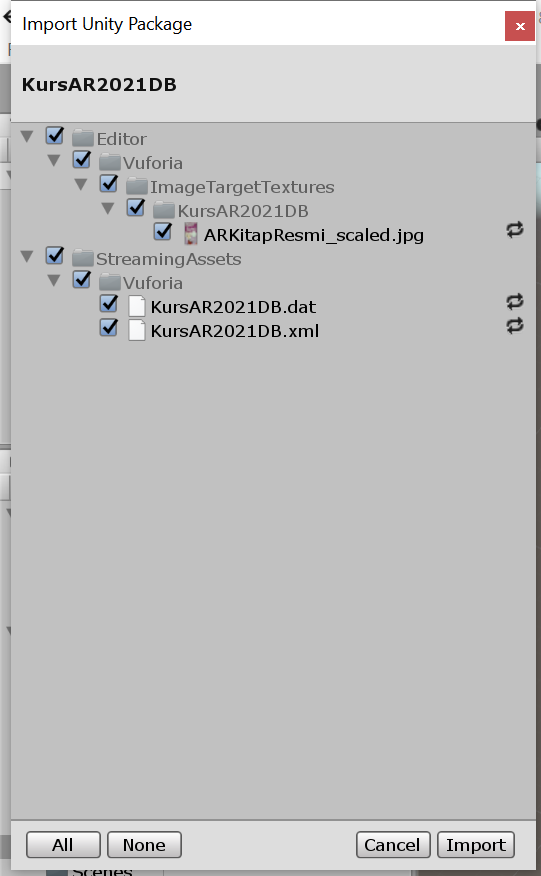 Import Unity Package
KursAR2021DB
Editor
Vuforia
ImageTargetTextures
KursAR2021DB
ARKitapResmi_scaled.jpg
StreamingAssets
Vuforia
KursAR2021DB.dat
KursAR2021DB.xml
All None Cancel Import
Scenes